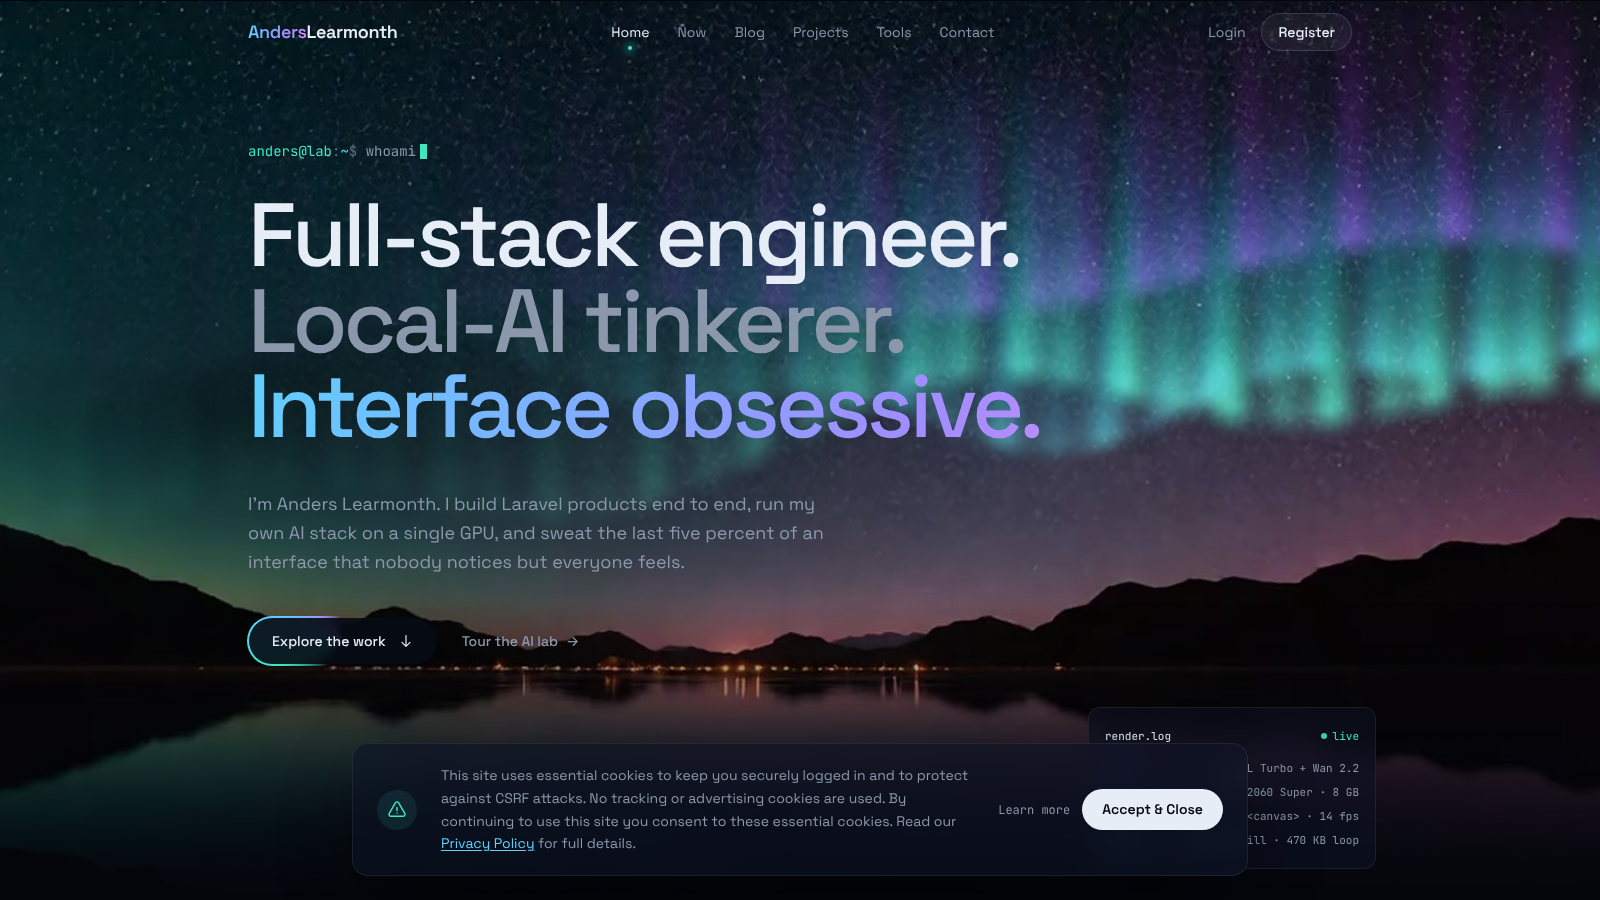 AndersLearmonth
Home Now Blog Projects Tools Contact
Login Register
anders@lab:~$ whoami
Full-stack engineer.
Local-AI tinkerer.
Interface obsessive.
I'm Anders Learmonth. I build Laravel products end to end, run my
own AI stack on a single GPU, and sweat the last five percent of an
interface that nobody notices but everyone feels.
Explore the work ↓ Tour the AI lab →
render.log live
L Turbo + Wan 2.2
2060 Super · 8 GB
<canvas> · 14 fps
ill · 470 KB loop
This site uses essential cookies to keep you securely logged in and to protect
against CSRF attacks. No tracking or advertising cookies are used. By
continuing to use this site you consent to these essential cookies. Read our
Privacy Policy for full details.
Learn more Accept & Close